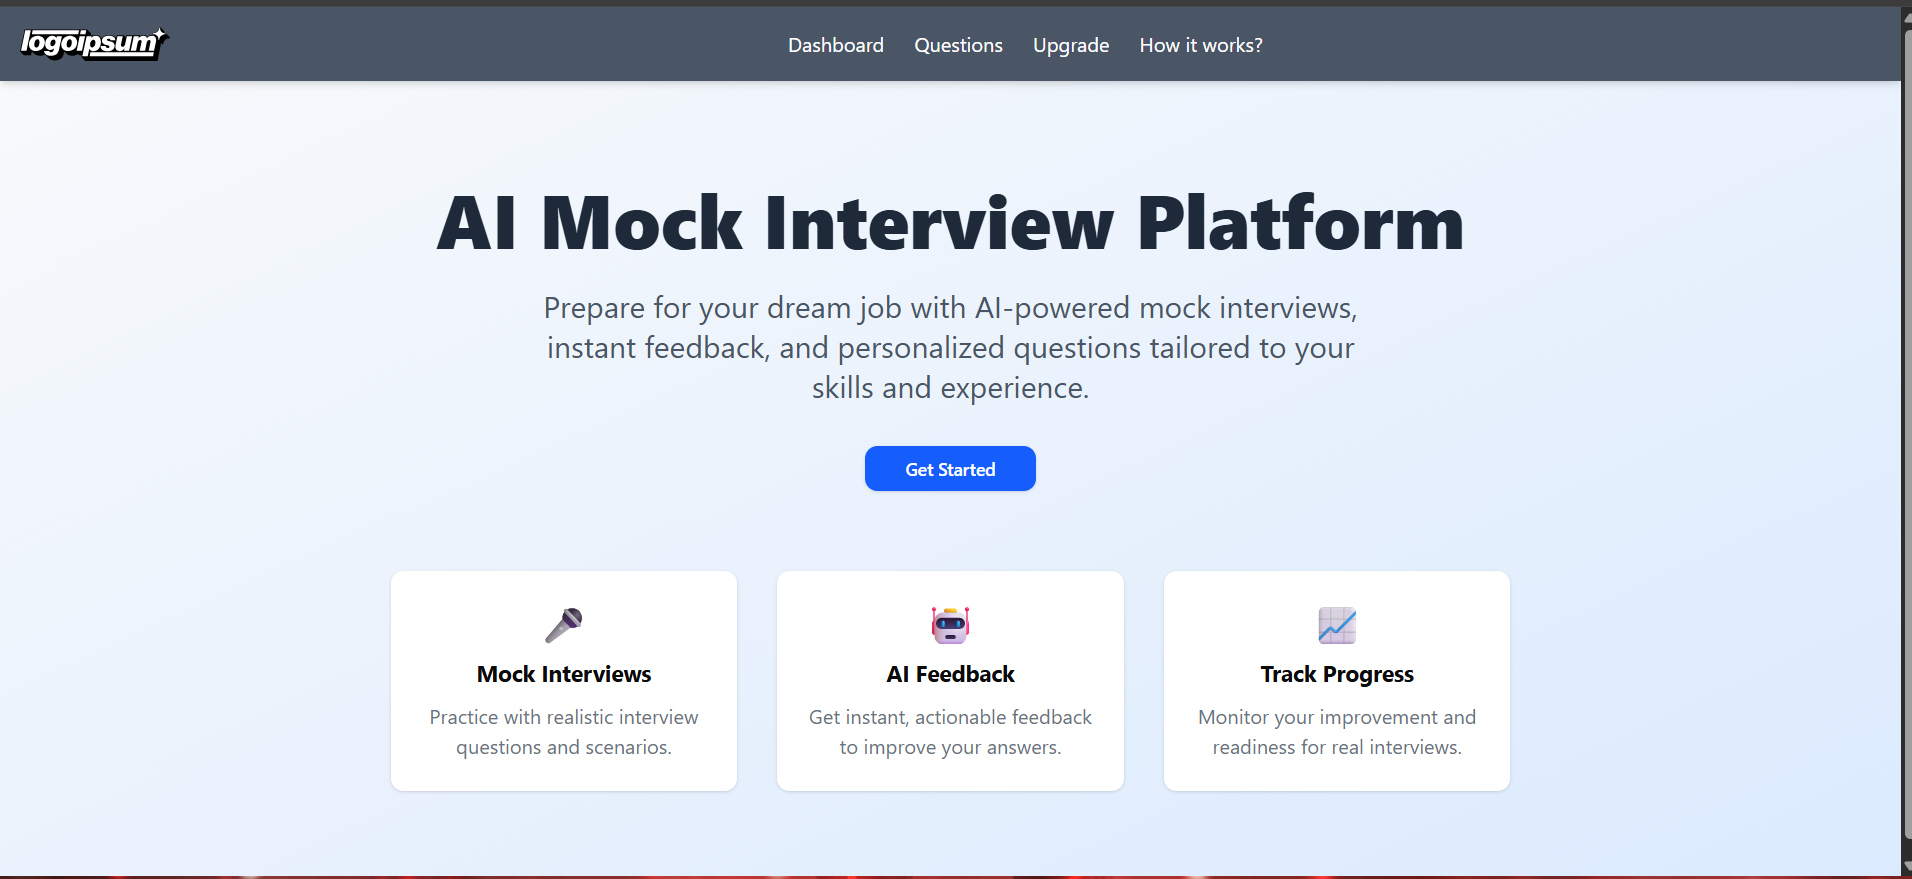 logoipsum
Dashboard Questions Upgrade How it works?
AI Mock Interview Platform
Prepare for your dream job with AI-powered mock interviews,
instant feedback, and personalized questions tailored to your
skills and experience.
Get Started
Mock Interviews
Practice with realistic interview
questions and scenarios.
AI Feedback
Get instant, actionable feedback
to improve your answers.
Track Progress
Monitor your improvement and
readiness for real interviews.